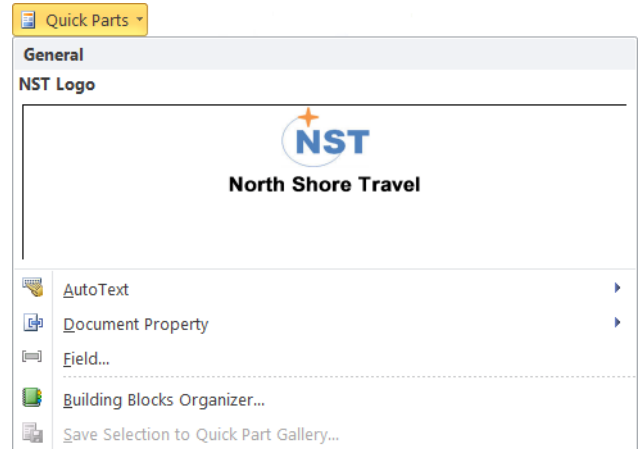 Quick Parts
General
NST Logo
NST
North Shore Travel
AutoText
Document Property
Field...
Building Blocks Organizer...
Save Selection to Quick Part Gallery...